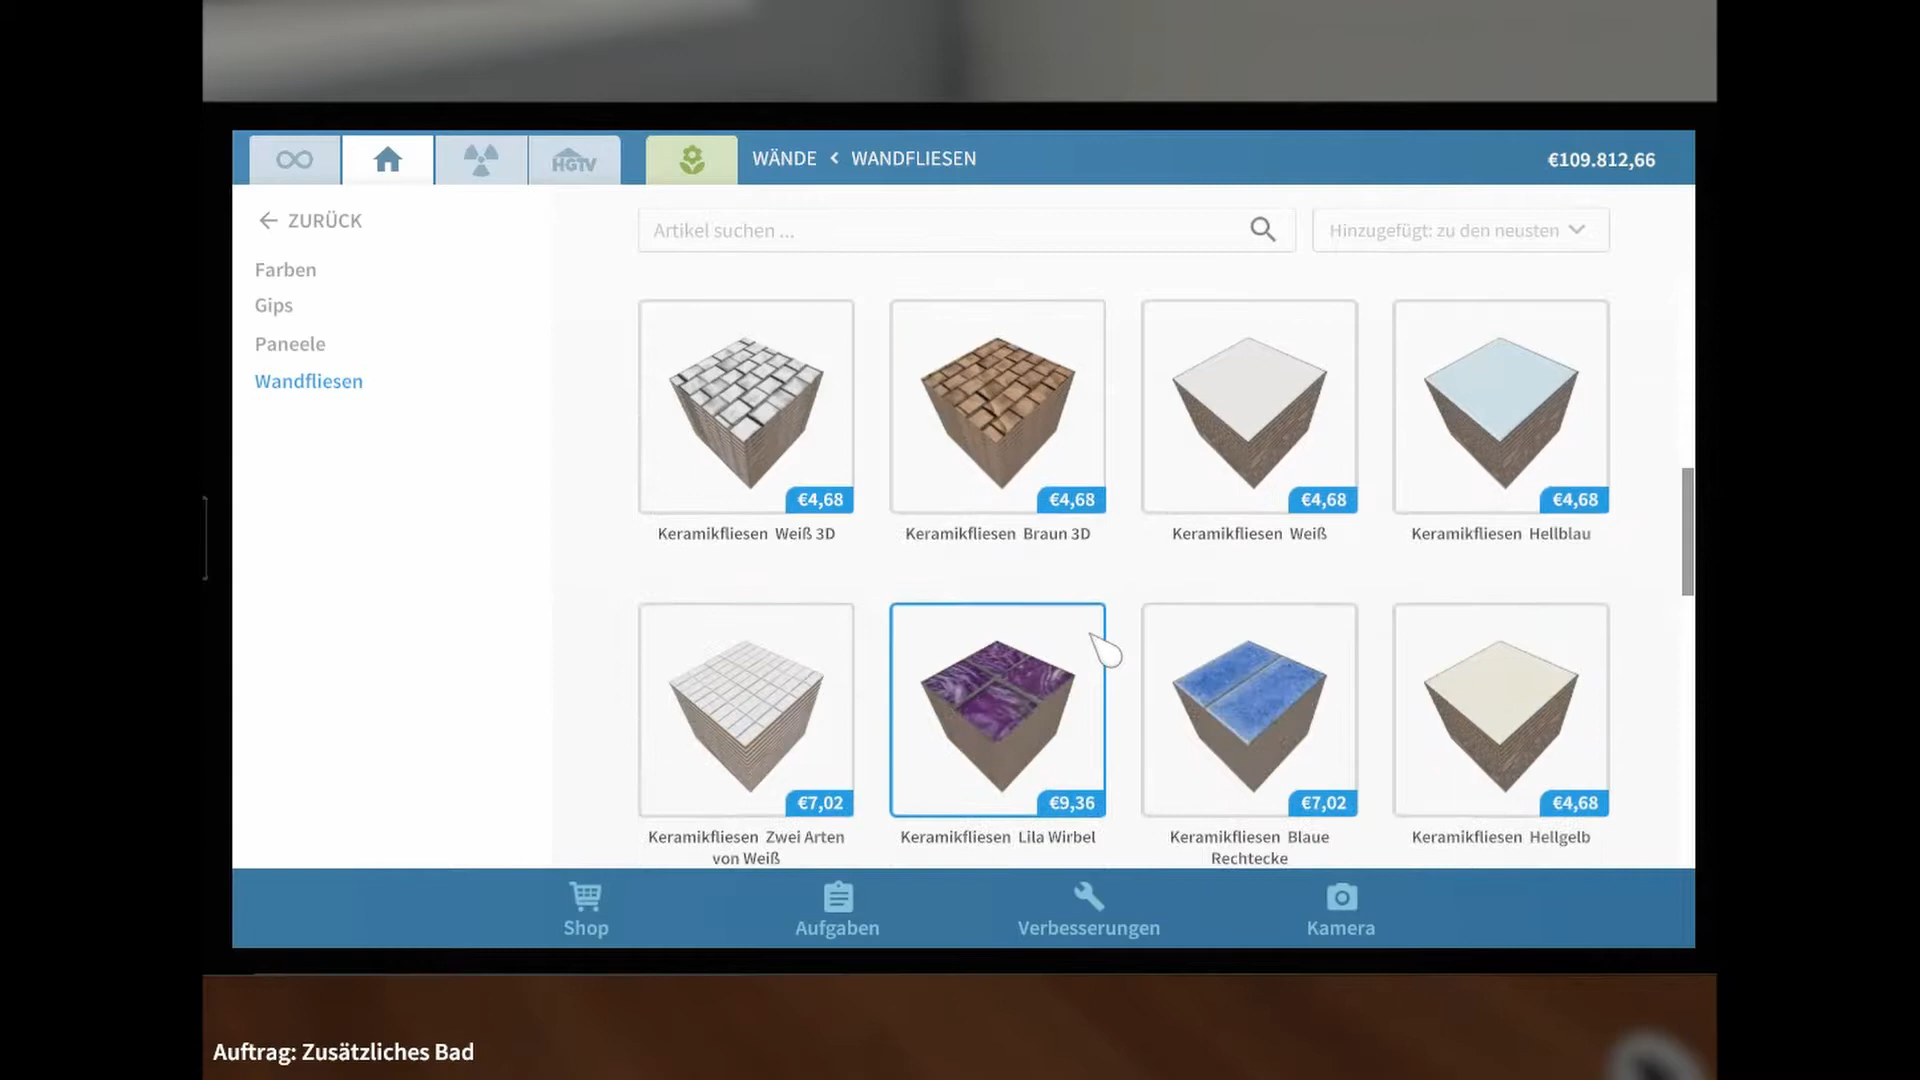 HGTV
WÄNDE < WANDFLIESEN
€109.812,66
ZURÜCK
Artikel suchen ...
Hinzugefügt: zu den neusten
Farben
Gips
Paneele
Wandfliesen
€4,68
€4,68
€4,68
€4,68
Keramikfliesen Weiß 3D
Keramikfliesen Braun 3D
Keramikfliesen Weiß
Keramikfliesen Hellblau
€7,02
€9,36
€7,02
€4,68
Keramikfliesen Zwei Arten
von Weiß
Keramikfliesen Lila Wirbel
Keramikfliesen Blaue
Rechtecke
Keramikfliesen Hellgelb
Shop
Aufgaben
Verbesserungen
Kamera
Auftrag: Zusätzliches Bad